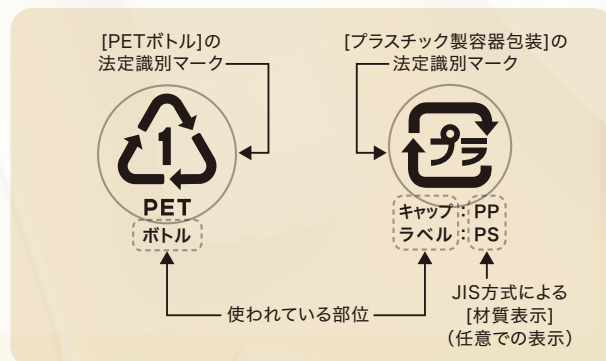 [PETボトル]の
法定識別マーク
[プラスチック製容器包装]の
法定識別マーク
1
PET
ボトル
プラ
キャップ : PP
ラベル : PS
使われている部位
JIS方式による
[材質表示]
(任意での表示)